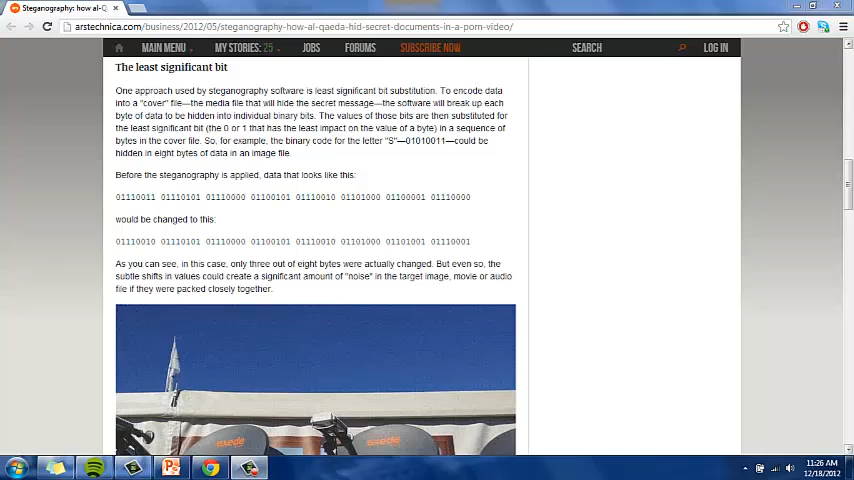 Steganography: how al-Q
arstechnica.com/business/2012/05/steganography-how-al-qaeda-hid-secret-documents-in-a-porn-video/
MAIN MENU MY STORIES: 25 JOBS FORUMS SUBSCRIBE NOW SEARCH LOG IN
The least significant bit
One approach used by steganography software is least significant bit substitution. To encode data
into a "cover" file—the media file that will hide the secret message—the software will break up each
byte of data to be hidden into individual binary bits. The values of those bits are then substituted for
the least significant bit (the 0 or 1 that has the least impact on the value of a byte) in a sequence of
bytes in the cover file. So, for example, the binary code for the letter "S"—01010011—could be
hidden in eight bytes of data in an image file.
Before the steganography is applied, data that looks like this:
01110011 01110101 01110000 01100101 01110010 01101000 01100001 01110000
would be changed to this:
01110010 01110101 01110000 01100101 01110010 01101000 01101001 01110001
As you can see, in this case, only three out of eight bytes were actually changed. But even so, the
subtle shifts in values could create a significant amount of "noise" in the target image, movie or audio
file if they were packed closely together.
exede exede
11:26 AM
12/18/2012